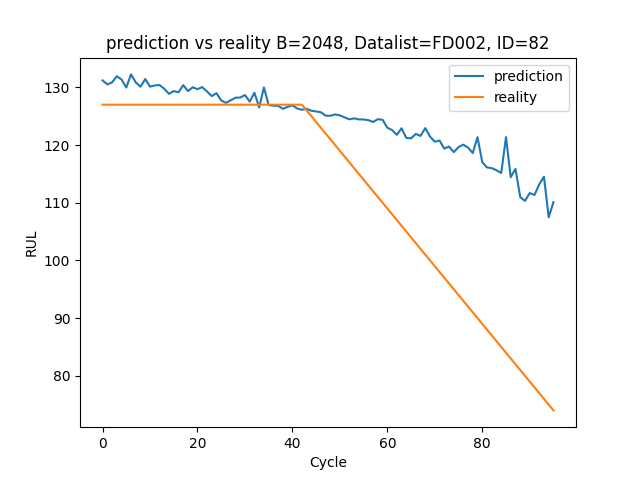 prediction vs reality B=2048, Datalist=FD002, ID=82
prediction
reality
RUL
130
120
110
100
90
80
0 20 40 60 80
Cycle